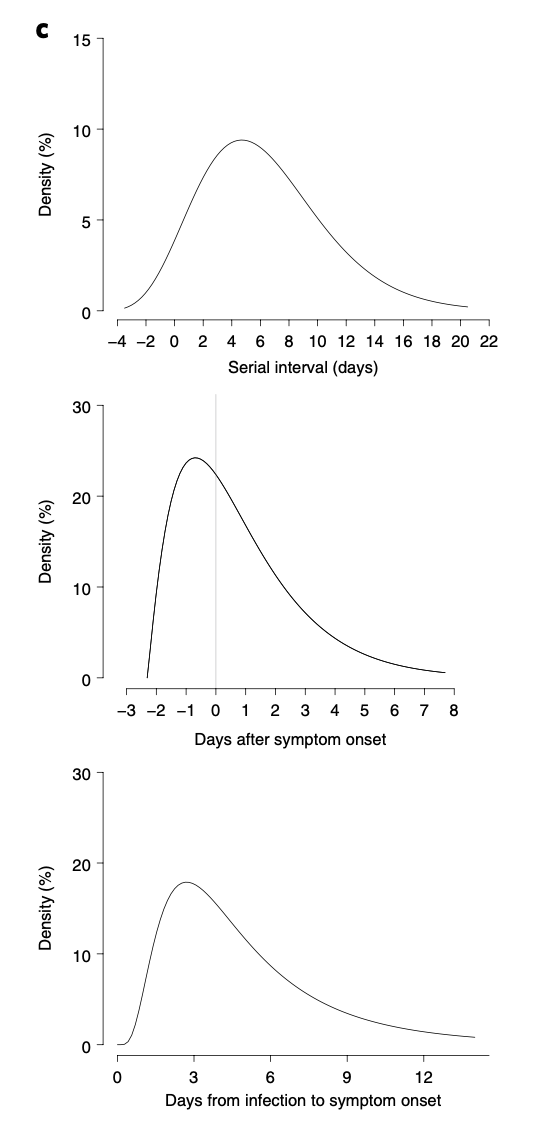 c
15
10
5
0
Density (%)
−4 −2 0 2 4 6 8 10 12 14 16 18 20 22
Serial interval (days)
30
20
10
0
Density (%)
−3 −2 −1 0 1 2 3 4 5 6 7 8
Days after symptom onset
30
20
10
0
Density (%)
0 3 6 9 12
Days from infection to symptom onset